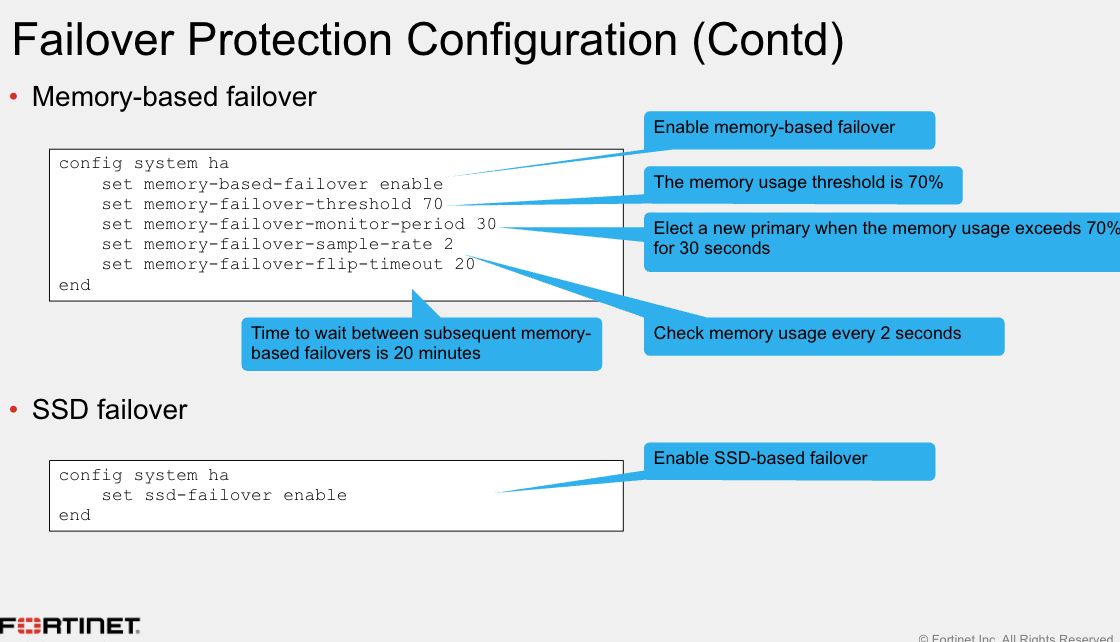 Failover Protection Configuration (Contd)
• Memory-based failover
Enable memory-based failover
config system ha
set memory-based-failover enable
set memory-failover-threshold 70
set memory-failover-monitor-period 30
set memory-failover-sample-rate 2
set memory-failover-flip-timeout 20
end
The memory usage threshold is 70%
Elect a new primary when the memory usage exceeds 70%
for 30 seconds
Time to wait between subsequent memory-
based failovers is 20 minutes
Check memory usage every 2 seconds
• SSD failover
Enable SSD-based failover
config system ha
set ssd-failover enable
end
FORTINET
© Fortinet Inc. All Rights Reserved.